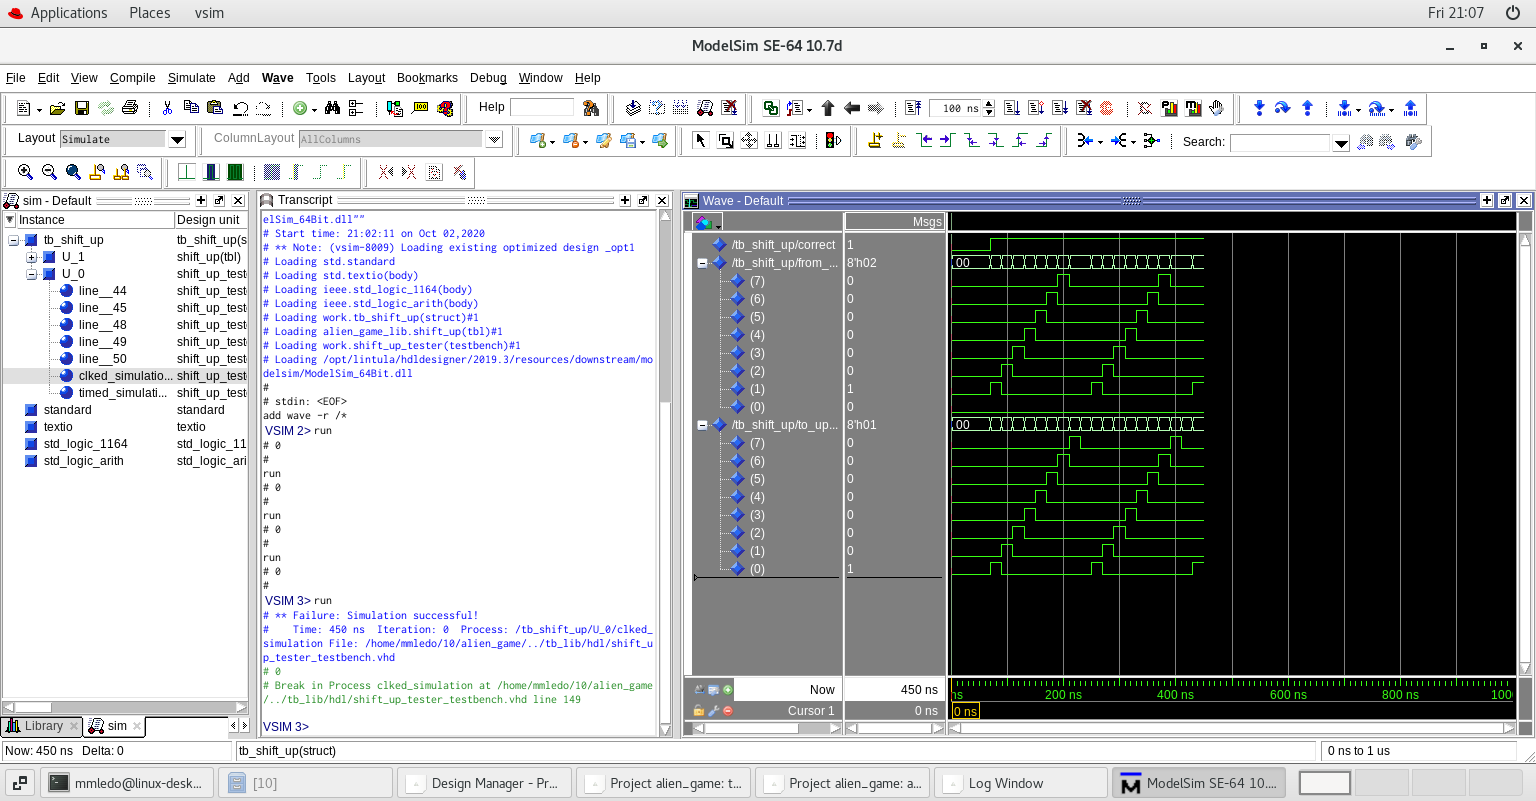 Applications Places vsim Fri 21:07
ModelSim SE-64 10.7d
File Edit View Compile Simulate Add Wave Tools Layout Bookmarks Debug Window Help
Help 100 ns
Layout Simulate ColumnLayout AllColumns Search:
sim - Default
Instance Design unit
tb_shift_up tb_shift_up(s
U_1 shift_up(tbl)
U_0 shift_up_test
line__44 shift_up_test
line__45 shift_up_test
line__48 shift_up_test
line__49 shift_up_test
line__50 shift_up_test
clked_simulatio... shift_up_test
timed_simulati... shift_up_test
standard standard
textio textio
std_logic_1164 std_logic_11
std_logic_arith std_logic_ari
Library sim
Transcript
elSim_64Bit.dll""
# Start time: 21:02:11 on Oct 02,2020
# ** Note: (vsim-8009) Loading existing optimized design _opt1
# Loading std.standard
# Loading std.textio(body)
# Loading ieee.std_logic_1164(body)
# Loading ieee.std_logic_arith(body)
# Loading work.tb_shift_up(struct)#1
# Loading alien_game_lib.shift_up(tbl)#1
# Loading work.shift_up_tester(testbench)#1
# Loading /opt/lintula/hdldesigner/2019.3/resources/downstream/mo
delsim/ModelSim_64Bit.dll
#
# stdin: <EOF>
add wave -r /*
VSIM 2> run
# 0
#
run
# 0
#
run
# 0
#
run
# 0
#
VSIM 3> run
# ** Failure: Simulation successful!
#    Time: 450 ns  Iteration: 0  Process: /tb_shift_up/U_0/clked_
simulation File: /home/mmledo/10/alien_game/../tb_lib/hdl/shift_u
p_tester_testbench.vhd
# 0
# Break in Process clked_simulation at /home/mmledo/10/alien_game
/../tb_lib/hdl/shift_up_tester_testbench.vhd line 149
VSIM 3>
Wave - Default
Msgs
/tb_shift_up/correct 1
/tb_shift_up/from_... 8'h02 00
(7) 0
(6) 0
(5) 0
(4) 0
(3) 0
(2) 0
(1) 1
(0) 0
/tb_shift_up/to_up... 8'h01 00
(7) 0
(6) 0
(5) 0
(4) 0
(3) 0
(2) 0
(1) 0
(0) 1
Now 450 ns ns 200 ns 400 ns 600 ns 800 ns 100
Cursor 1 0 ns 0 ns
Now: 450 ns Delta: 0 tb_shift_up(struct) 0 ns to 1 us
mmledo@linux-desk... [10] Design Manager - Pr... Project alien_game: t... Project alien_game: a... Log Window ModelSim SE-64 10....